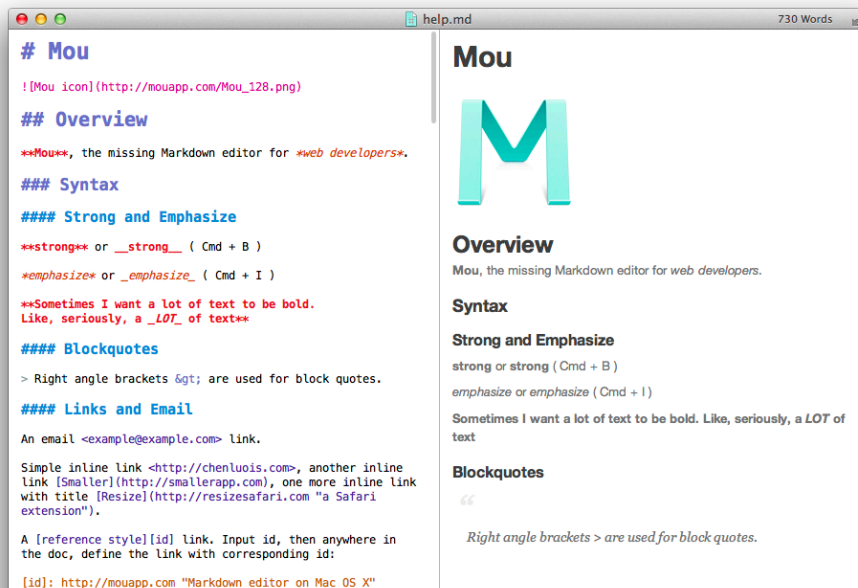 help.md
730 Words
# Mou
![Mou icon](http://mouapp.com/Mou_128.png)
## Overview
**Mou**, the missing Markdown editor for *web developers*.
### Syntax
#### Strong and Emphasize
**strong** or __strong__ ( Cmd + B )
*emphasize* or _emphasize_ ( Cmd + I )
**Sometimes I want a lot of text to be bold.
Like, seriously, a _LOT_ of text**
#### Blockquotes
> Right angle brackets &gt; are used for block quotes.
#### Links and Email
An email <example@example.com> link.
Simple inline link <http://chenluois.com>, another inline
link [Smaller](http://smallerapp.com), one more inline link
with title [Resize](http://resizesafari.com "a Safari
extension").
A [reference style][id] link. Input id, then anywhere in
the doc, define the link with corresponding id:
[id]: http://mouapp.com "Markdown editor on Mac OS X"
Mou
M
Overview
Mou, the missing Markdown editor for web developers.
Syntax
Strong and Emphasize
strong or strong ( Cmd + B )
emphasize or emphasize ( Cmd + I )
Sometimes I want a lot of text to be bold. Like, seriously, a LOT of
text
Blockquotes
“
Right angle brackets > are used for block quotes.